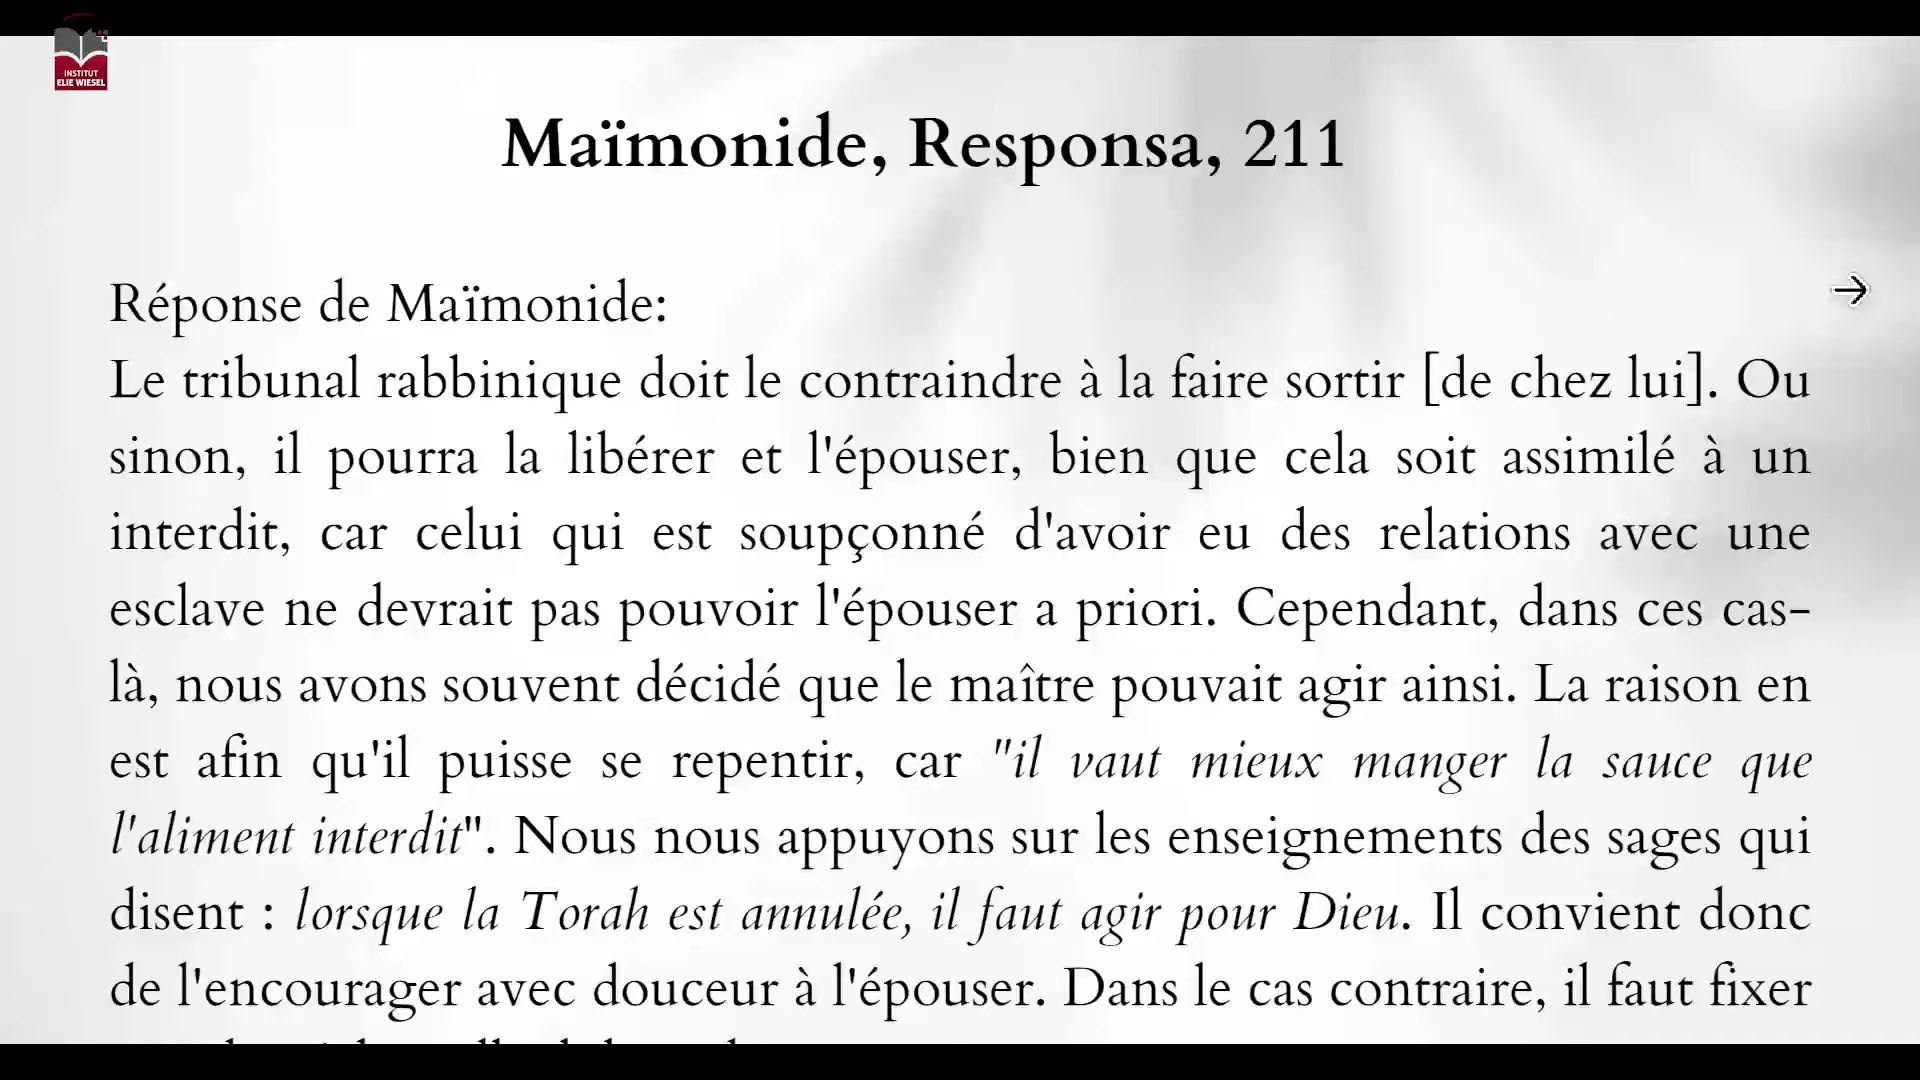 INSTITUT
ELIE WIESEL
Maïmonide, Responsa, 211
Réponse de Maïmonide:
Le tribunal rabbinique doit le contraindre à la faire sortir [de chez lui]. Ou
sinon, il pourra la libérer et l'épouser, bien que cela soit assimilé à un
interdit, car celui qui est soupçonné d'avoir eu des relations avec une
esclave ne devrait pas pouvoir l'épouser a priori. Cependant, dans ces cas-
là, nous avons souvent décidé que le maître pouvait agir ainsi. La raison en
est afin qu'il puisse se repentir, car "il vaut mieux manger la sauce que
l'aliment interdit". Nous nous appuyons sur les enseignements des sages qui
disent : lorsque la Torah est annulée, il faut agir pour Dieu. Il convient donc
de l'encourager avec douceur à l'épouser. Dans le cas contraire, il faut fixer